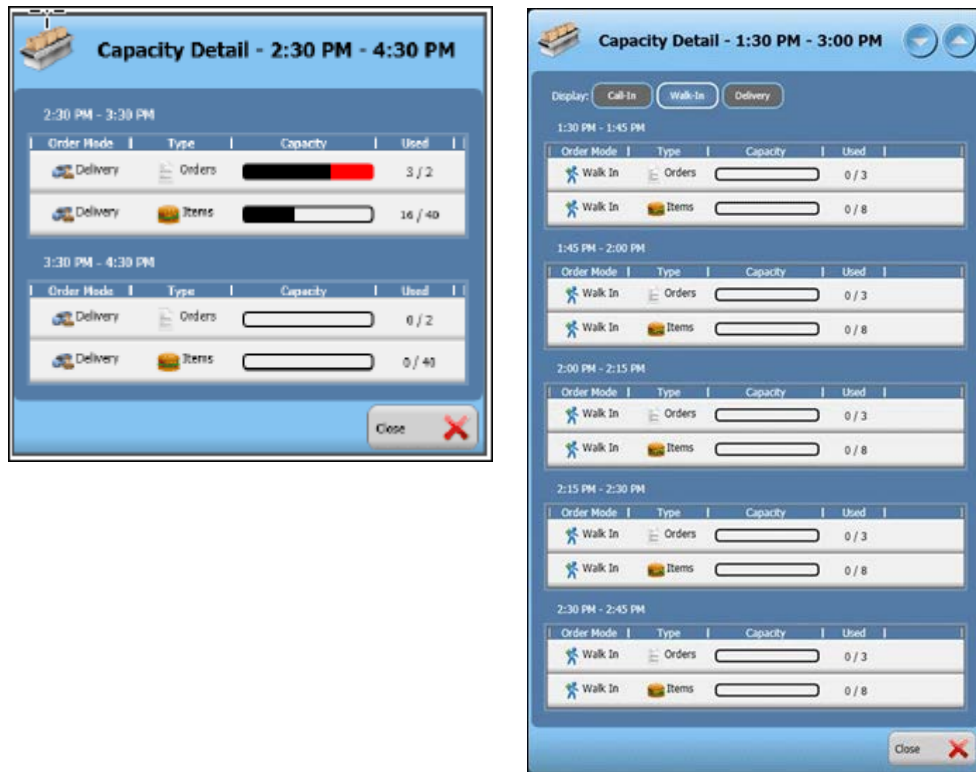 Capacity Detail - 2:30 PM - 4:30 PM
2:30 PM - 3:30 PM
Order Mode Type Capacity Used
Delivery Orders 3 / 2
Delivery Items 16 / 40
3:30 PM - 4:30 PM
Order Mode Type Capacity Used
Delivery Orders 0 / 2
Delivery Items 0 / 40
Close
Capacity Detail - 1:30 PM - 3:00 PM
Display: Call-In Walk-In Delivery
1:30 PM - 1:45 PM
Order Mode Type Capacity Used
Walk In Orders 0 / 3
Walk In Items 0 / 8
1:45 PM - 2:00 PM
Order Mode Type Capacity Used
Walk In Orders 0 / 3
Walk In Items 0 / 8
2:00 PM - 2:15 PM
Order Mode Type Capacity Used
Walk In Orders 0 / 3
Walk In Items 0 / 8
2:15 PM - 2:30 PM
Order Mode Type Capacity Used
Walk In Orders 0 / 3
Walk In Items 0 / 8
2:30 PM - 2:45 PM
Order Mode Type Capacity Used
Walk In Orders 0 / 3
Walk In Items 0 / 8
Close